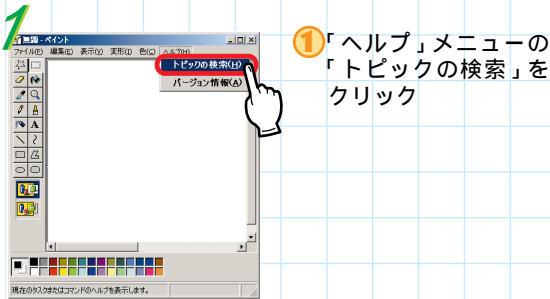 1
無題 - ペイント
ファイル(F) 編集(E) 表示(V) 変形(I) 色(C) ヘルプ(H)
トピックの検索(H)
バージョン情報(A)
A
現在のタスクまたはコマンドのヘルプを表示します。
1「ヘルプ」メニューの
「トピックの検索」を
クリック